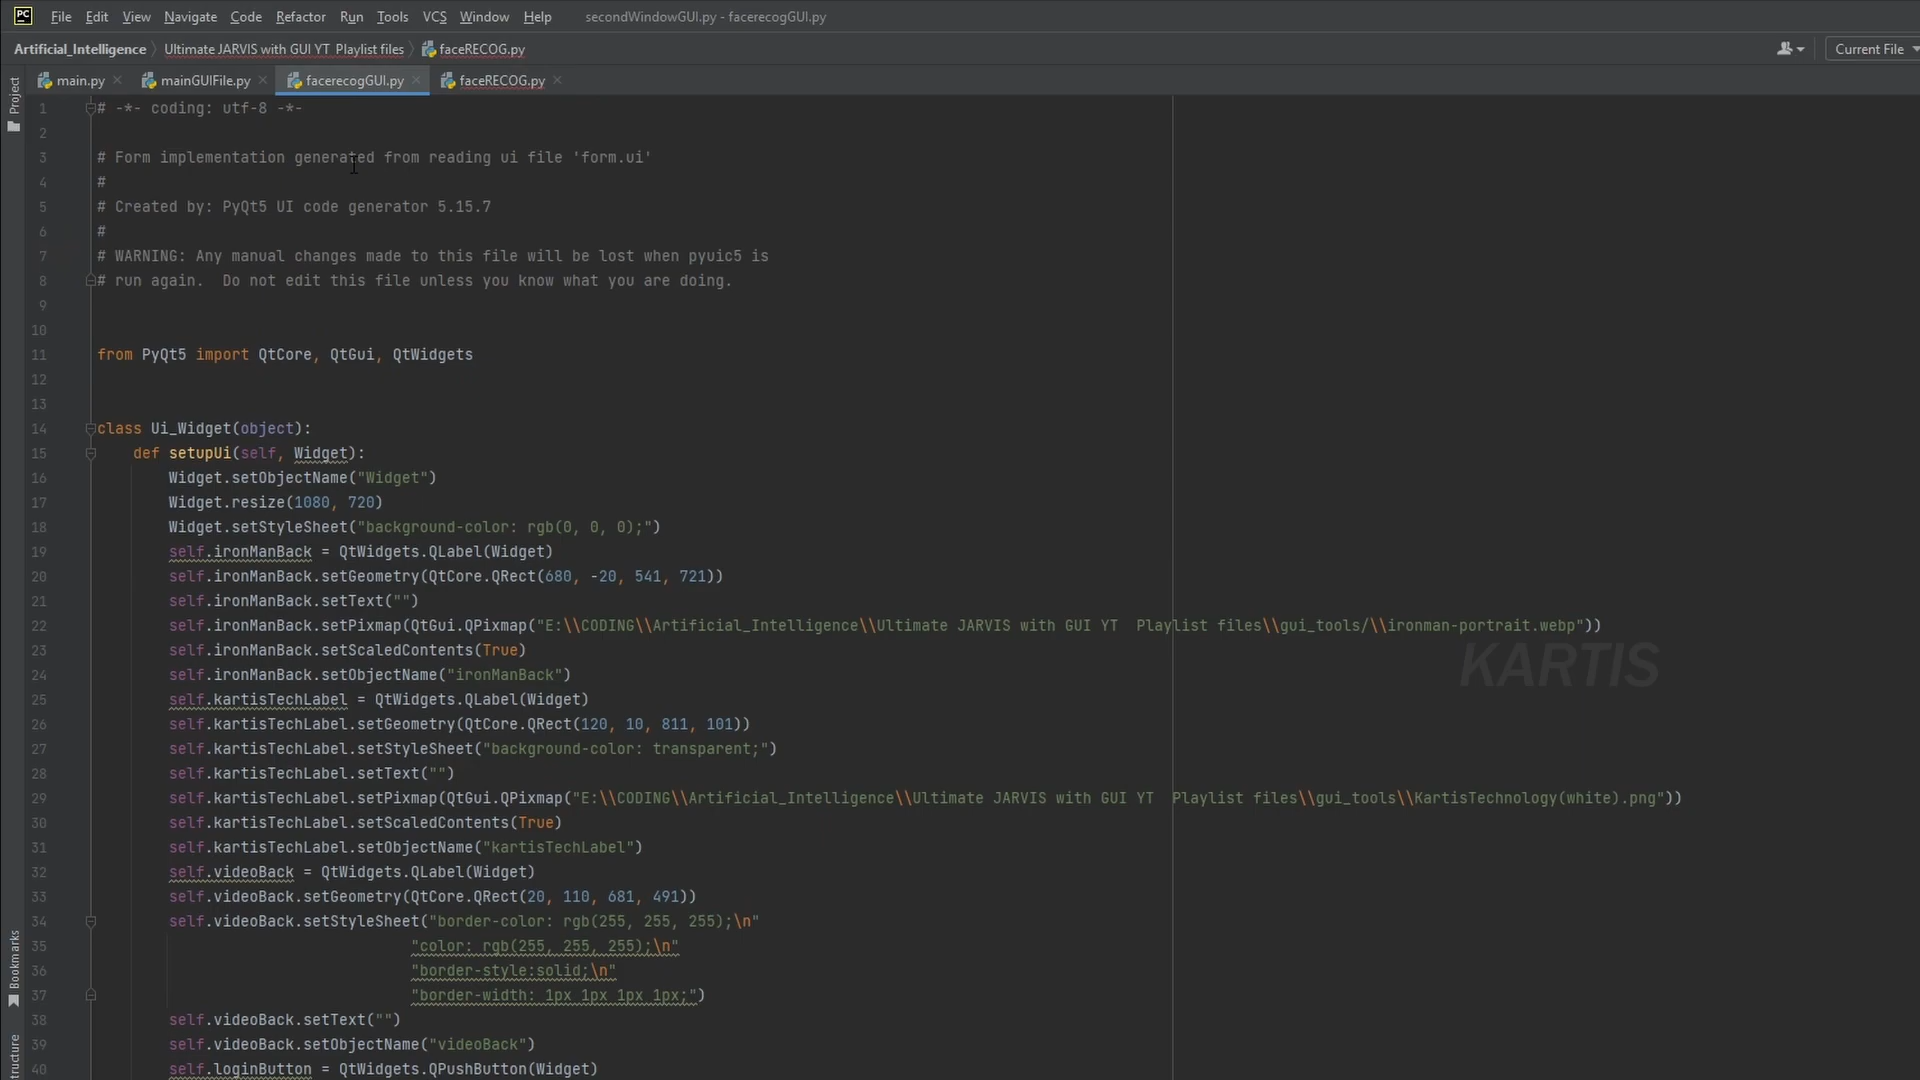 PC File Edit View Navigate Code Refactor Run Tools VCS Window Help secondWindowGUI.py - facerecogGUI.py
Artificial_Intelligence Ultimate JARVIS with GUI YT Playlist files faceRECOG.py Current File
main.py mainGUIFile.py facerecogGUI.py faceRECOG.py
Project
1 # -*- coding: utf-8 -*-
2
3 # Form implementation generated from reading ui file 'form.ui'
4 #
5 # Created by: PyQt5 UI code generator 5.15.7
6 #
7 # WARNING: Any manual changes made to this file will be lost when pyuic5 is
8 # run again.  Do not edit this file unless you know what you are doing.
9
10
11 from PyQt5 import QtCore, QtGui, QtWidgets
12
13
14 class Ui_Widget(object):
15 def setupUi(self, Widget):
16 Widget.setObjectName("Widget")
17 Widget.resize(1080, 720)
18 Widget.setStyleSheet("background-color: rgb(0, 0, 0);")
19 self.ironManBack = QtWidgets.QLabel(Widget)
20 self.ironManBack.setGeometry(QtCore.QRect(680, -20, 541, 721))
21 self.ironManBack.setText("")
22 self.ironManBack.setPixmap(QtGui.QPixmap("E:\\CODING\\Artificial_Intelligence\\Ultimate JARVIS with GUI YT  Playlist files\\gui_tools/\\ironman-portrait.webp"))
23 self.ironManBack.setScaledContents(True)
KARTIS
24 self.ironManBack.setObjectName("ironManBack")
25 self.kartisTechLabel = QtWidgets.QLabel(Widget)
26 self.kartisTechLabel.setGeometry(QtCore.QRect(120, 10, 811, 101))
27 self.kartisTechLabel.setStyleSheet("background-color: transparent;")
28 self.kartisTechLabel.setText("")
29 self.kartisTechLabel.setPixmap(QtGui.QPixmap("E:\\CODING\\Artificial_Intelligence\\Ultimate JARVIS with GUI YT  Playlist files\\gui_tools\\KartisTechnology(white).png"))
30 self.kartisTechLabel.setScaledContents(True)
31 self.kartisTechLabel.setObjectName("kartisTechLabel")
32 self.videoBack = QtWidgets.QLabel(Widget)
33 self.videoBack.setGeometry(QtCore.QRect(20, 110, 681, 491))
34 self.videoBack.setStyleSheet("border-color: rgb(255, 255, 255);\n"
35 "color: rgb(255, 255, 255);\n"
36 "border-style:solid;\n"
37 "border-width: 1px 1px 1px 1px;")
38 self.videoBack.setText("")
39 self.videoBack.setObjectName("videoBack")
40 self.loginButton = QtWidgets.QPushButton(Widget)
Bookmarks
ructure